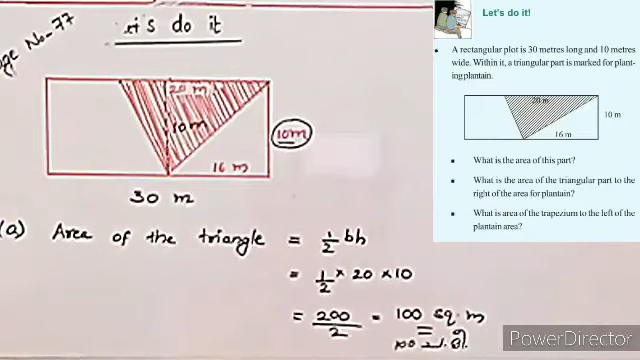 Page No-77
Let's do it
20 m
10m
10m
16 m
30 m
(a) Area of the triangle = 1/2 bh
= 1/2 × 20 × 10
= 200/2 = 100 sq.m
Let's do it!
• A rectangular plot is 30 metres long and 10 metres
wide. Within it, a triangular part is marked for plant-
ing plantain.
20 m
10 m
16 m
▪ What is the area of this part?
▪ What is the area of the triangular part to the
right of the area for plantain?
▪ What is area of the trapezium to the left of the
plantain area?
PowerDirector